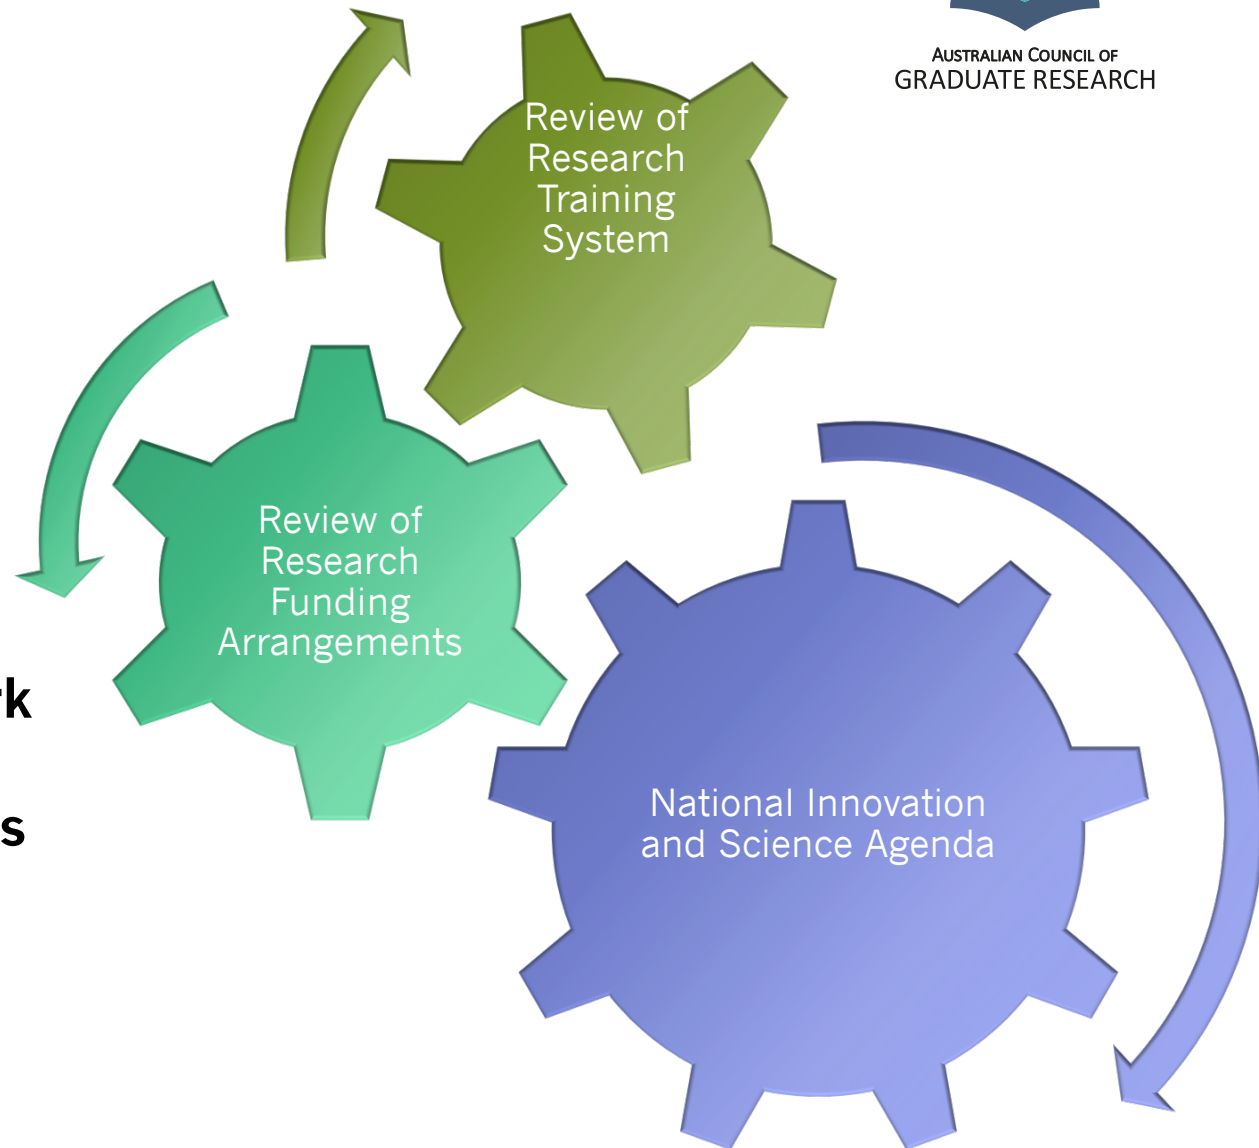 AUSTRALIAN COUNCIL OF
GRADUATE RESEARCH
Review of
Research
Training
System
Review of
Research
Funding
Arrangements
National Innovation
and Science Agenda